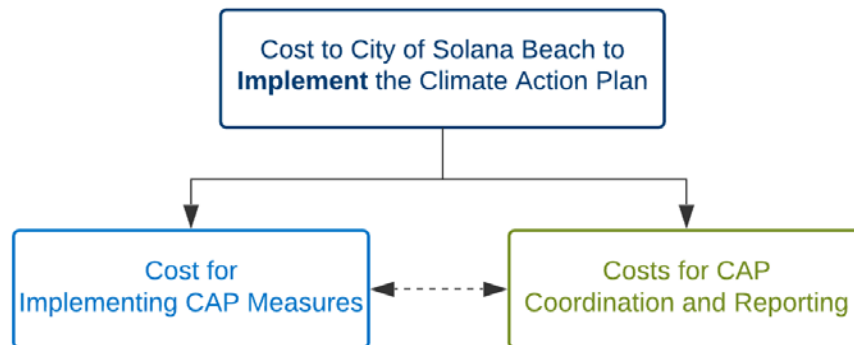 Cost to City of Solana Beach to
Implement the Climate Action Plan
Cost for
Implementing CAP Measures
Costs for CAP
Coordination and Reporting